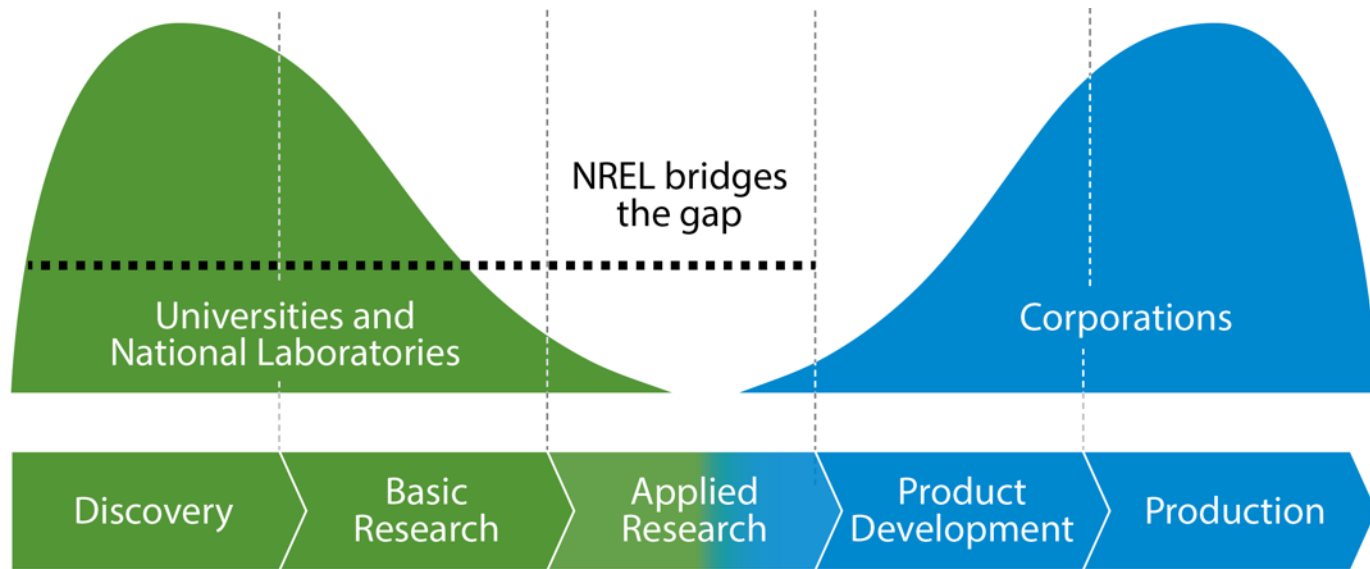 NREL bridges
the gap
Universities and
National Laboratories
Corporations
Discovery
Basic
Research
Applied
Research
Product
Development
Production